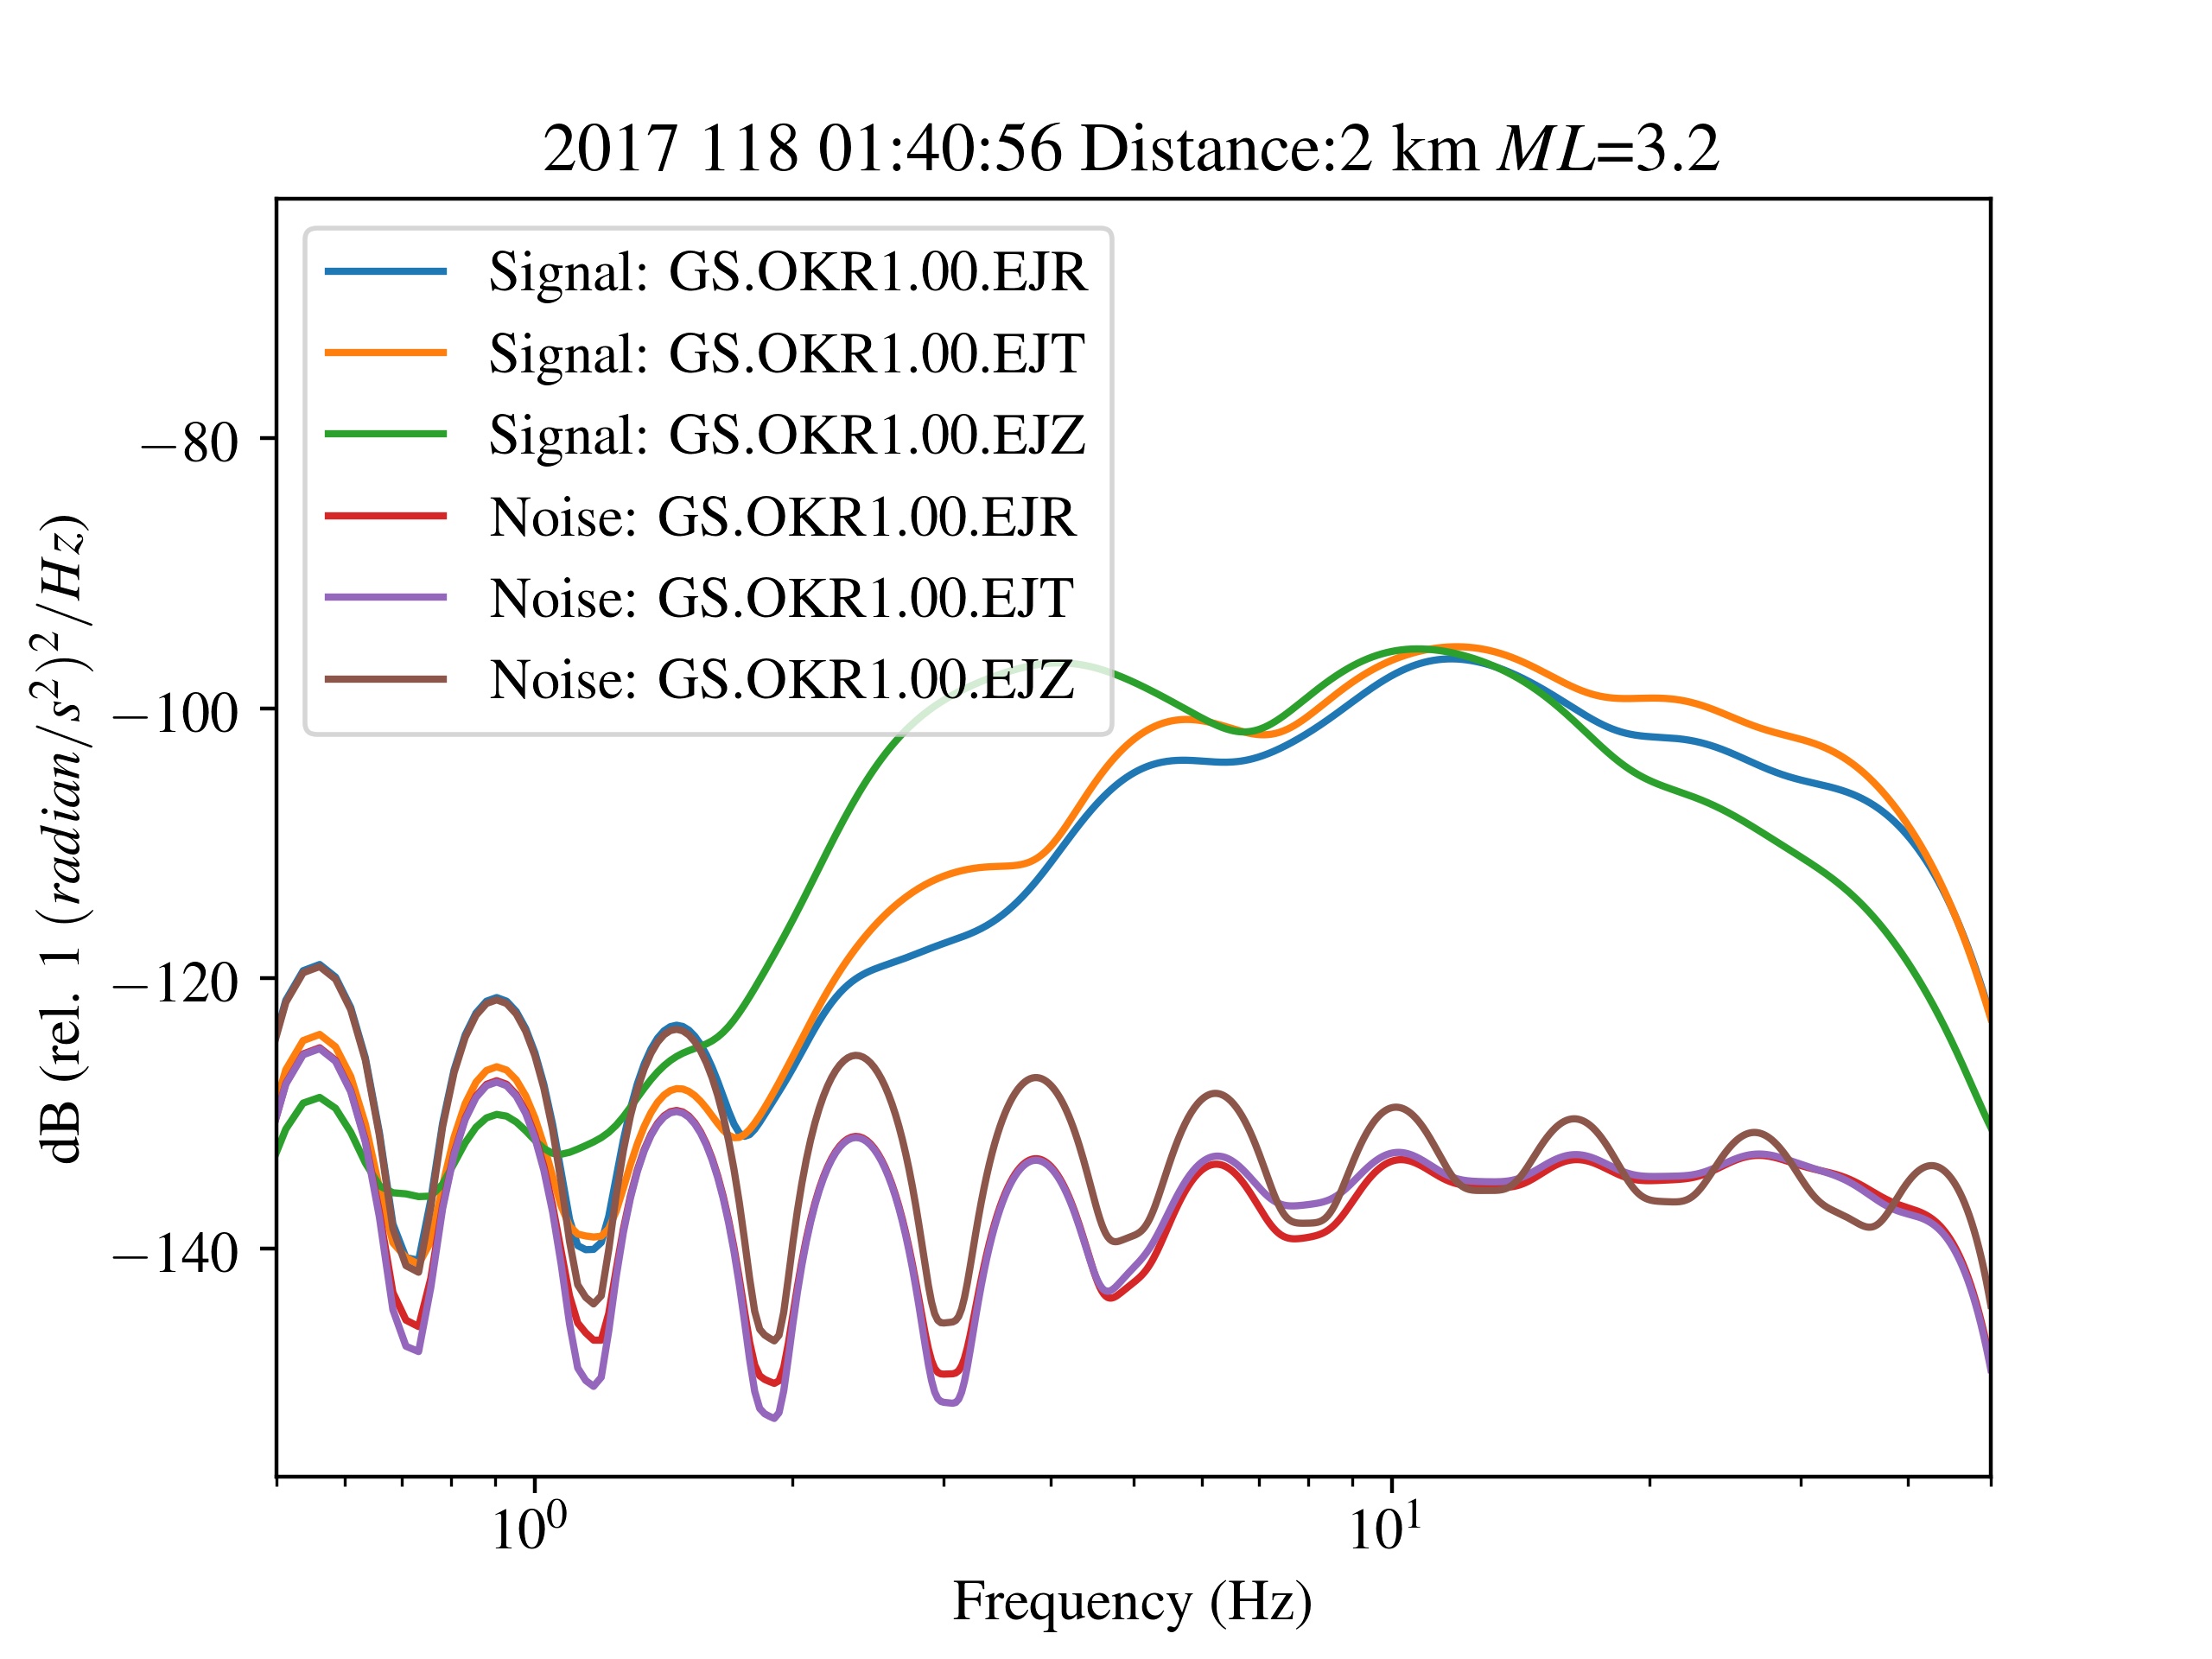 2017 118 01:40:56 Distance:2 km ML=3.2
Signal: GS.OKR1.00.EJR
Signal: GS.OKR1.00.EJT
Signal: GS.OKR1.00.EJZ
Noise: GS.OKR1.00.EJR
Noise: GS.OKR1.00.EJT
Noise: GS.OKR1.00.EJZ
dB (rel. 1 (radian/s²)²/Hz)
−80
−100
−120
−140
10⁰ 10¹
Frequency (Hz)